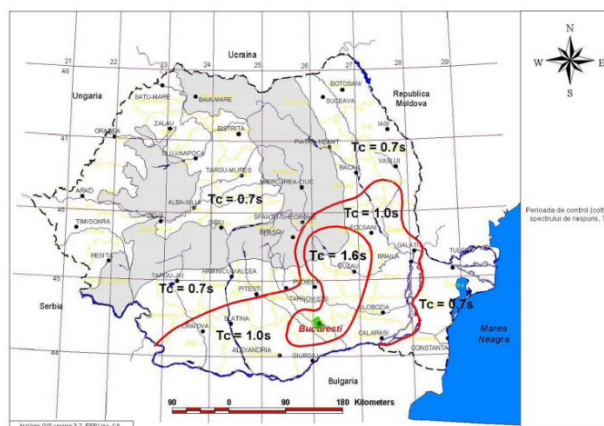 21 22 23 24 25 26 27 28 29
Ucraina
N
W E
S
48
BOTOSANI
Ungaria
SATU-MARE
BAIA-MARE
SUCEAVA
Republica
Moldova
ZALAU
IASI
ORADEA
BISTRITA
47
PIATRA-NEAMT
Tc = 0.7s
CLUJ-NAPOCA
BACAU
VASLUI
TARGU-MURES
MIERCUREA-CIUC
ARAD
Tc = 0.7s
ALBA-IULIA
Tc = 1.0s
46
Perioada de control (colt)
spectrului de raspuns, T
TIMISOARA
DEVA
SIBIU
SFANTU-GHEORGHE
BRASOV
FOCSANI
GALATI
Tc = 1.6s
RESITA
BRAILA
TULCEA
BUZAU
45
TARGU-JIU
RAMNICU-VALCEA
Serbia
Tc = 0.7s
PITESTI
PLOIESTI
TARGOVISTE
Tc = 0.7s
SLOBOZIA
SLATINA
Bucuresti
Marea
Neagra
CRAIOVA
Tc = 1.0s
CALARASI
44
ALEXANDRIA
GIURGIU
CONSTANTA
Bulgaria
90 0 90 180 Kilometers